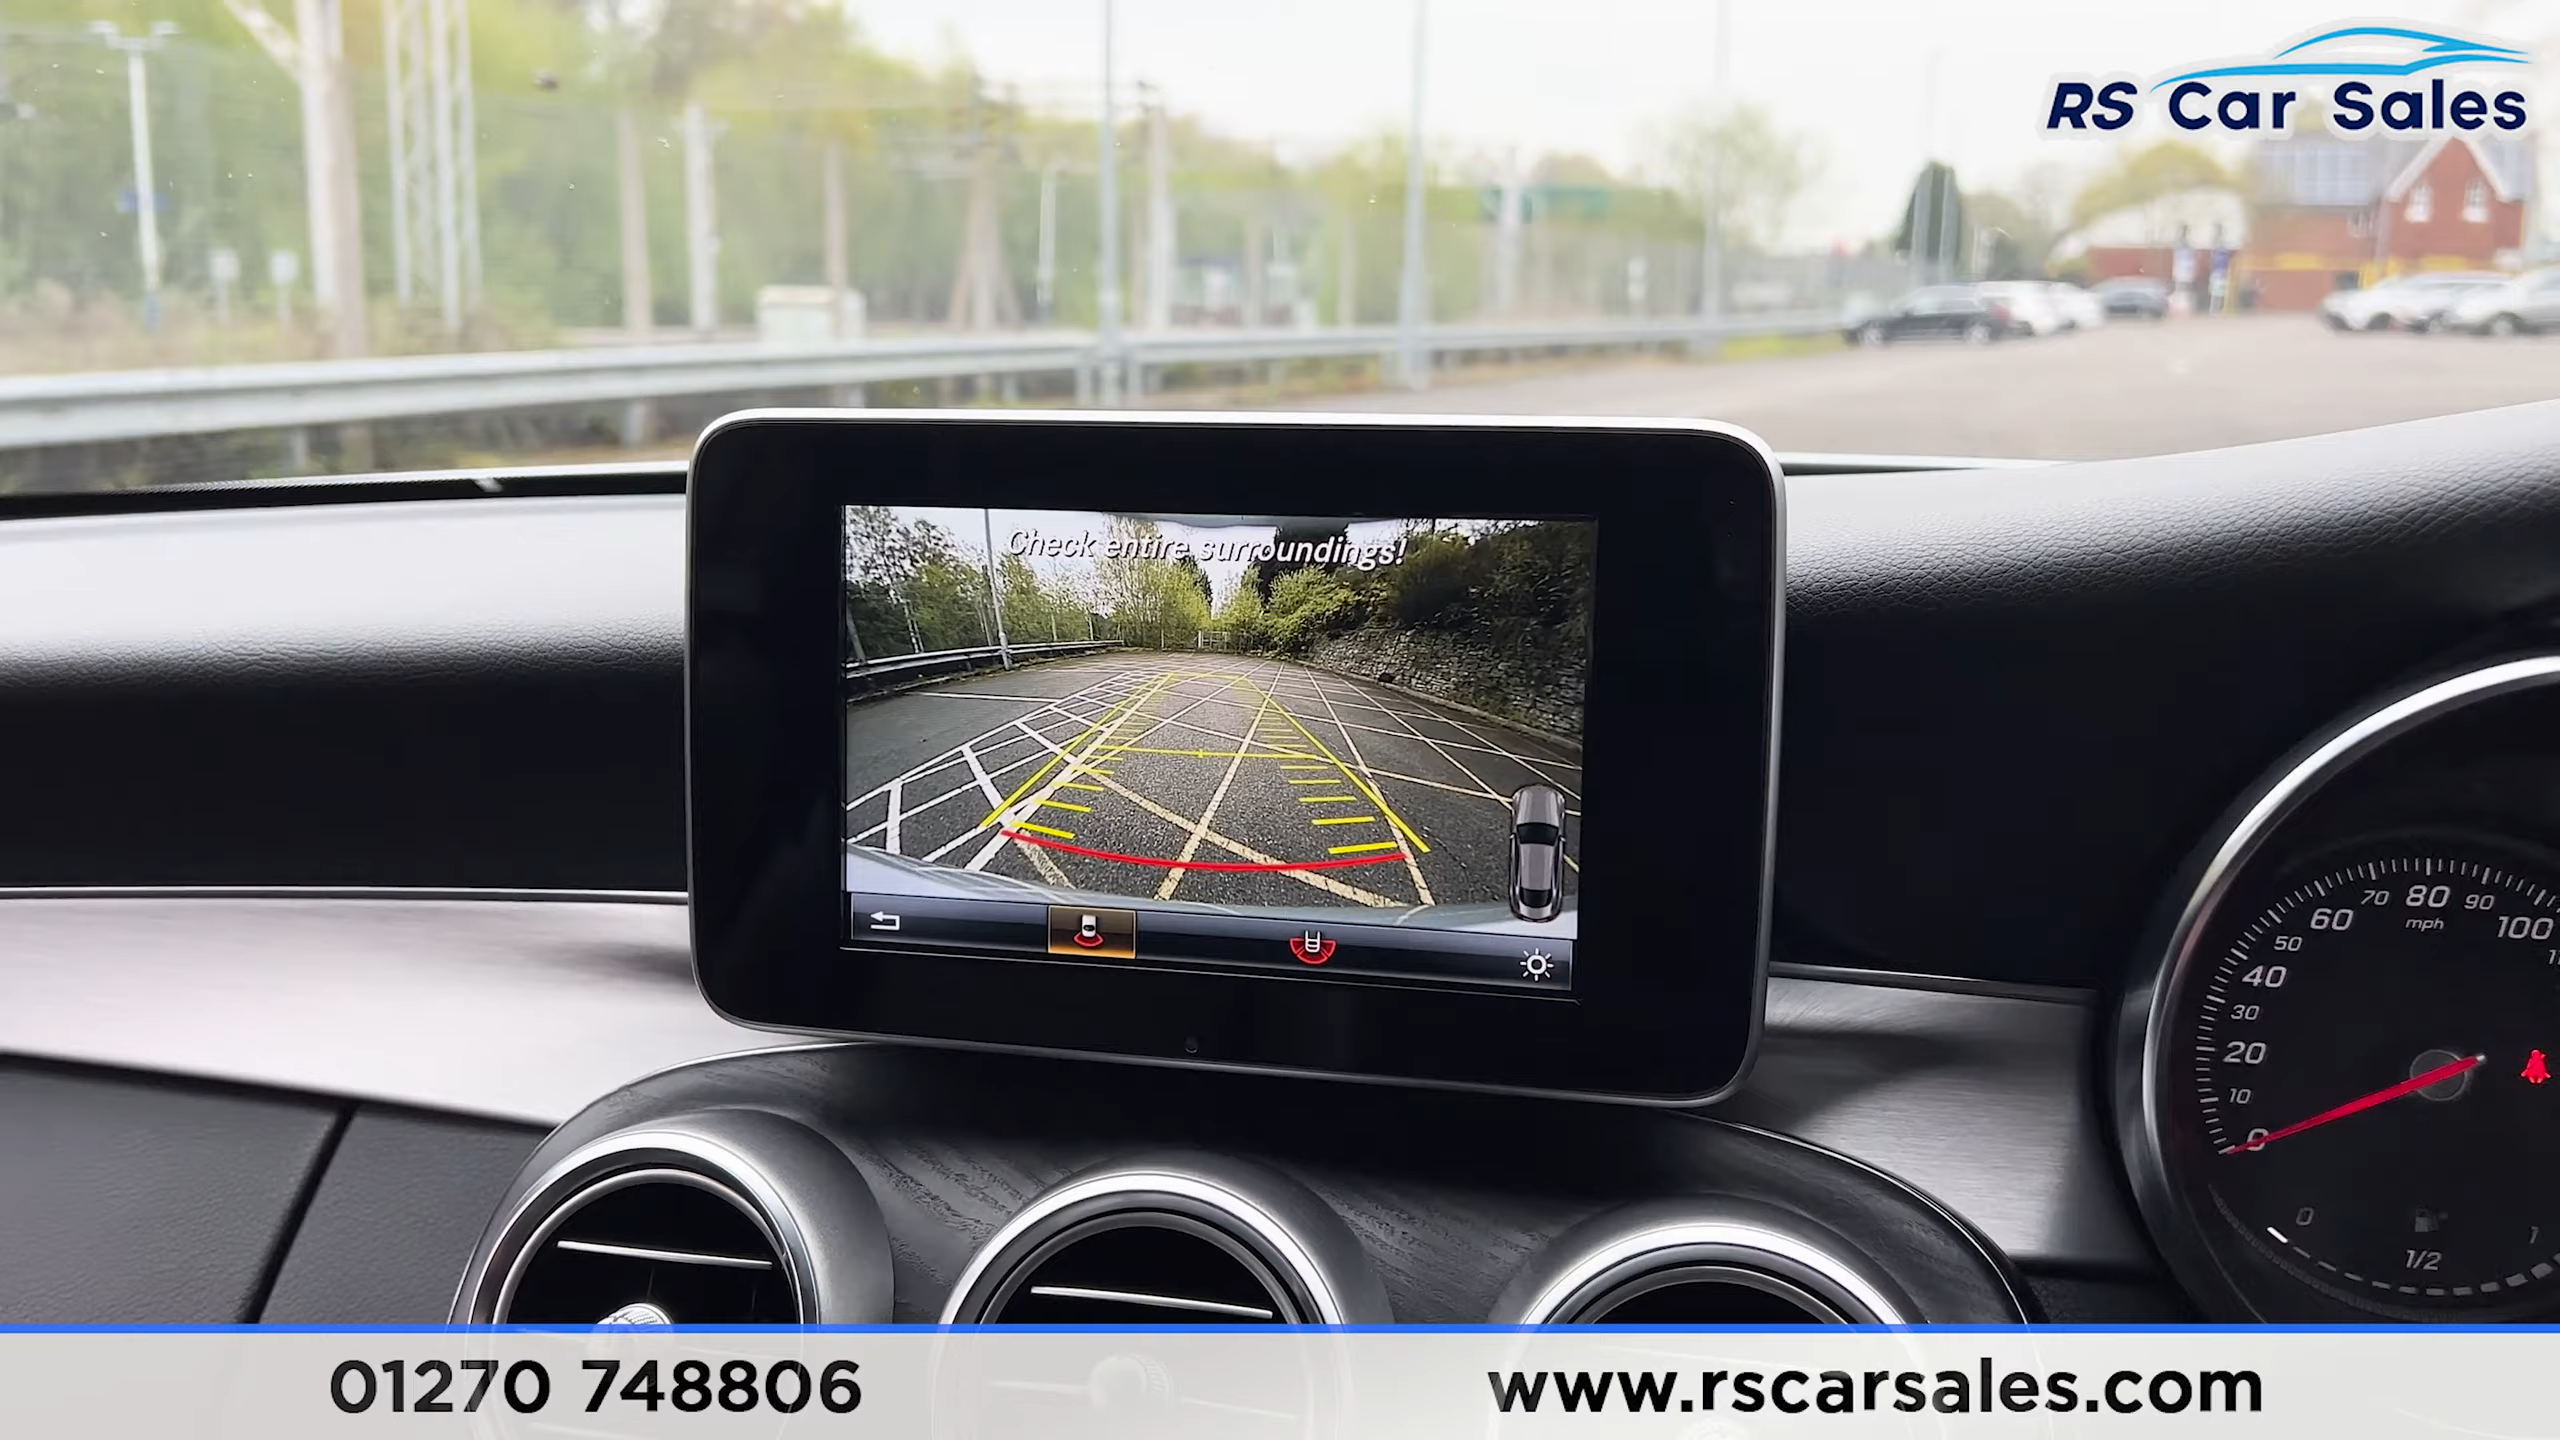 RS Car Sales
Check entire surroundings!
70 80 90
60 mph 100
50
40
30
20
10
0
0 1/2 1
01270 748806
www.rscarsales.com